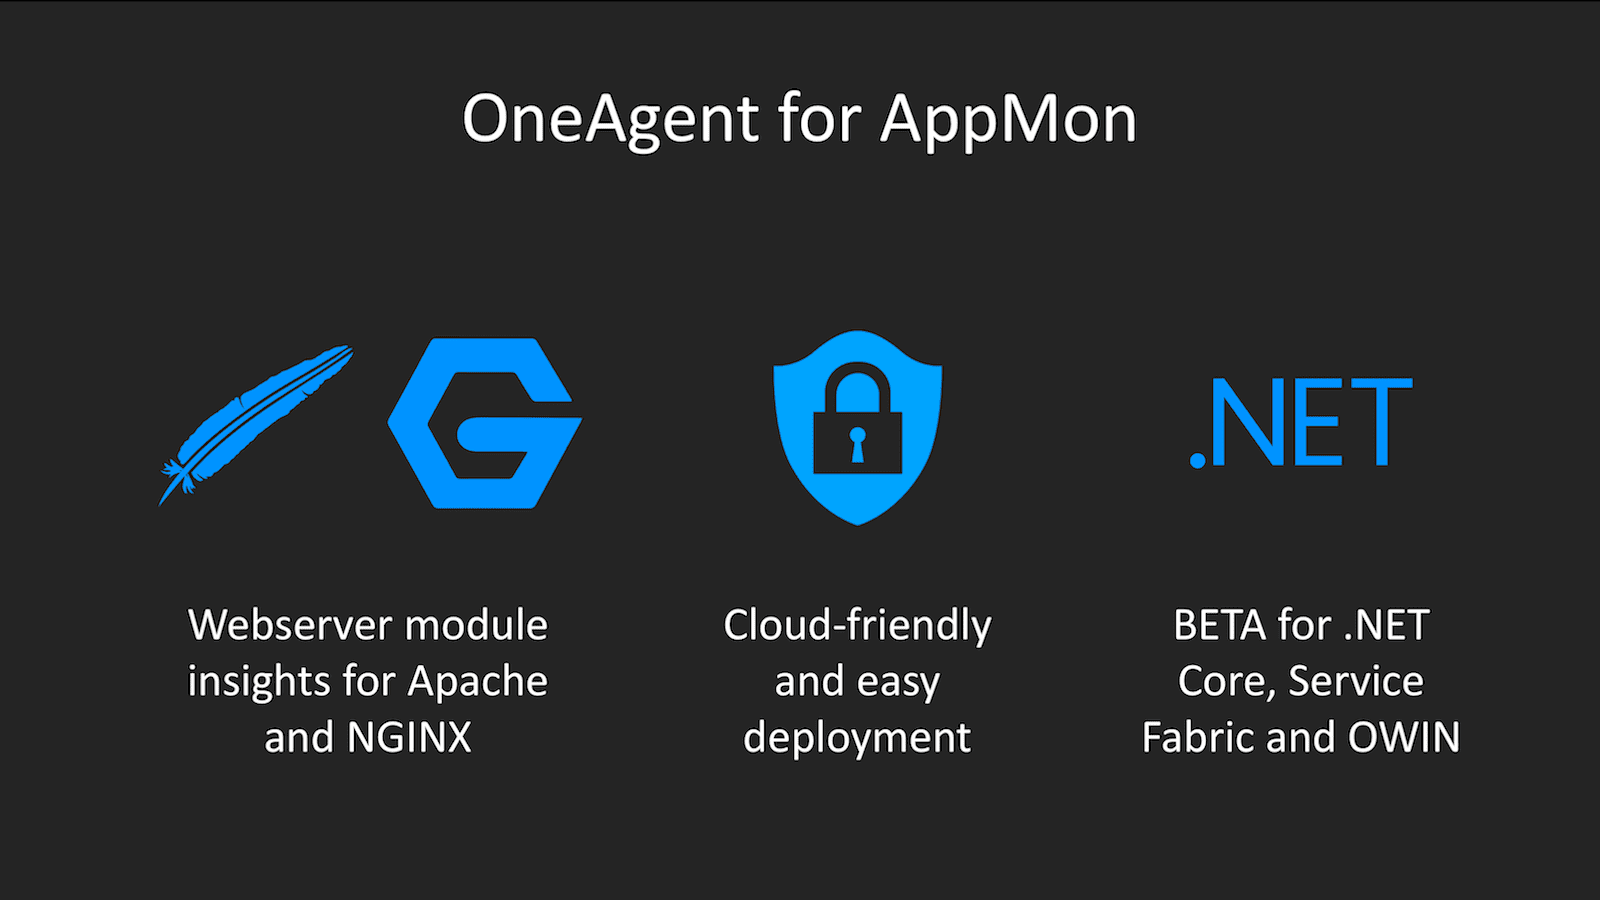 OneAgent for AppMon
.NET
Webserver module
insights for Apache
and NGINX
Cloud-friendly
and easy
deployment
BETA for .NET
Core, Service
Fabric and OWIN